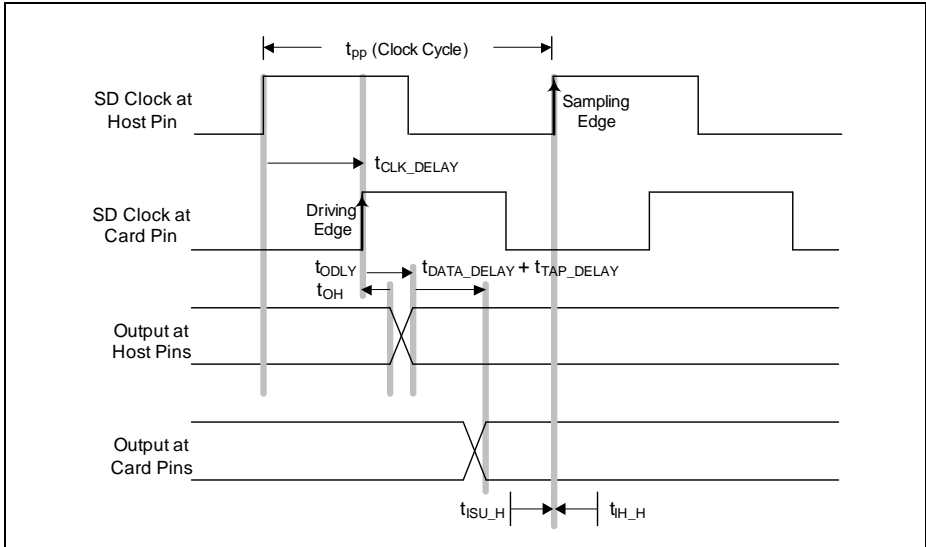 tpp (Clock Cycle)
SD Clock at
Host Pin
Sampling
Edge
tCLK_DELAY
SD Clock at
Card Pin
Driving
Edge
tODLY
tDATA_DELAY + tTAP_DELAY
tOH
Output at
Host Pins
Output at
Card Pins
tISU_H
tIH_H